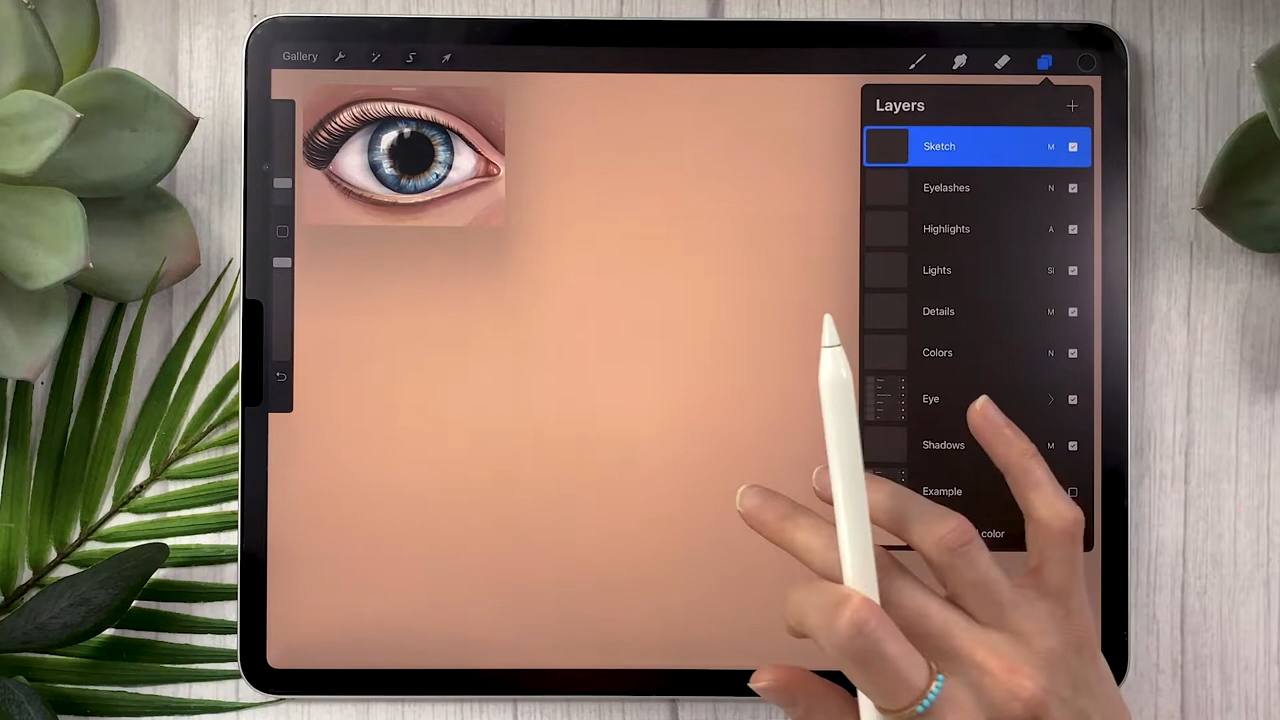 Gallery
Layers
Sketch M
Eyelashes N
Highlights A
Lights Sl
Details M
Colors N
Eye
Shadows M
Example
color